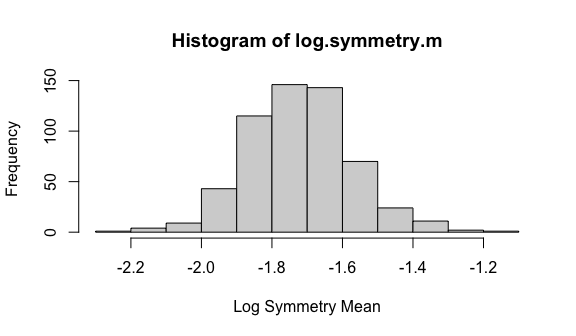 Histogram of log.symmetry.m
Frequency
150
100
50
0
-2.2 -2.0 -1.8 -1.6 -1.4 -1.2
Log Symmetry Mean